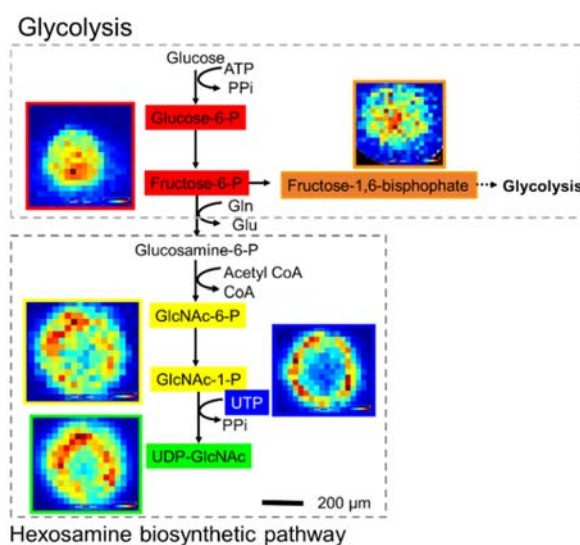 Glycolysis
Glucose
ATP
PPi
Glucose-6-P
Fructose-6-P
Fructose-1,6-bisphophate
Glycolysis
Gln
Glu
Glucosamine-6-P
Acetyl CoA
CoA
GlcNAc-6-P
GlcNAc-1-P
UTP
PPi
UDP-GlcNAc
200 μm
Hexosamine biosynthetic pathway